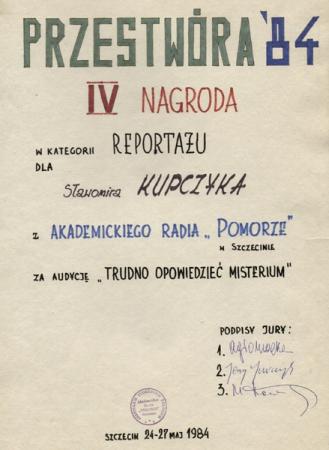 PRZESTWÓRA '84
IV NAGRODA
W KATEGORII REPORTAŻU
DLA
Sławomira KUPCZYKA
z AKADEMICKIEGO RADIA „POMORZE"
W SZCZECINIE
ZA AUDYCJĘ „TRUDNO OPOWIEDZIEĆ MISTERIUM"
PODPISY JURY:
1.
2.
3.
SZCZECIN 24-27 MAJ 1984